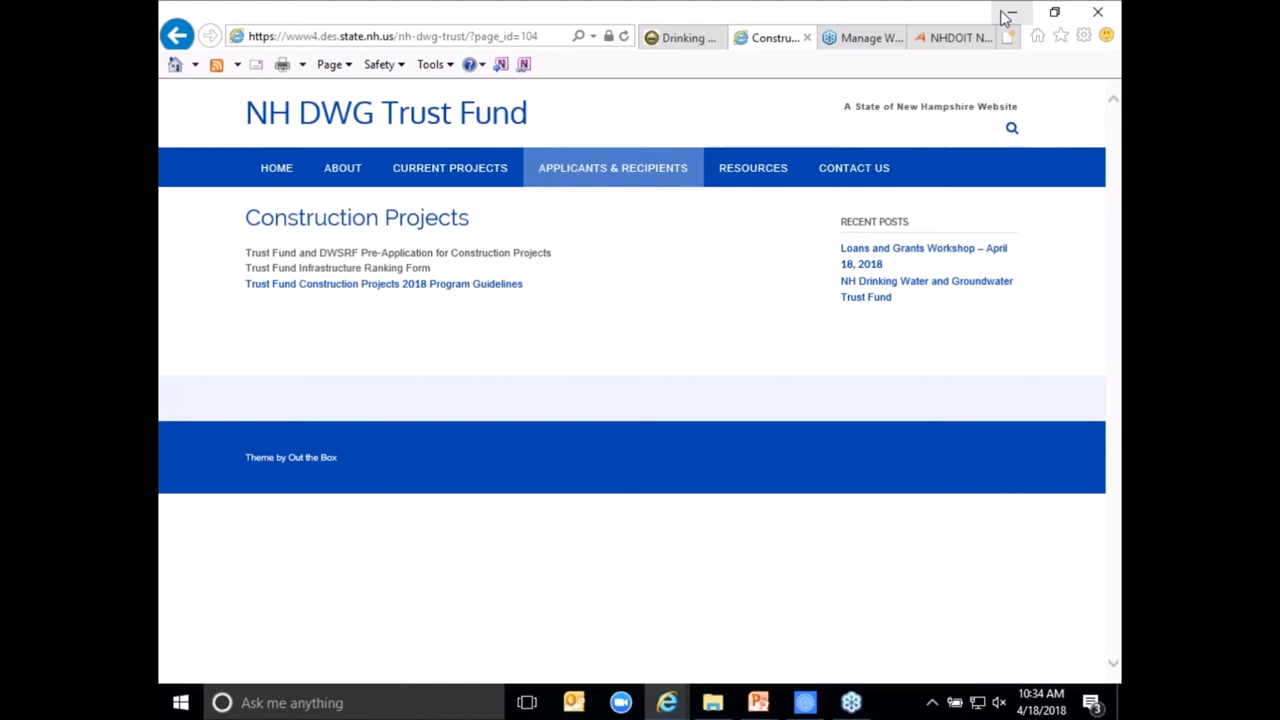 https://www4.des.state.nh.us/nh-dwg-trust/?page_id=104
Drinking ...
Constru...
Manage W...
NHDOIT N...
Page
Safety
Tools
NH DWG Trust Fund
A State of New Hampshire Website
HOME
ABOUT
CURRENT PROJECTS
APPLICANTS & RECIPIENTS
RESOURCES
CONTACT US
Construction Projects
Trust Fund and DWSRF Pre-Application for Construction Projects
Trust Fund Infrastructure Ranking Form
Trust Fund Construction Projects 2018 Program Guidelines
RECENT POSTS
Loans and Grants Workshop – April
18, 2018
NH Drinking Water and Groundwater
Trust Fund
Theme by Out the Box
Ask me anything
10:34 AM
4/18/2018
3